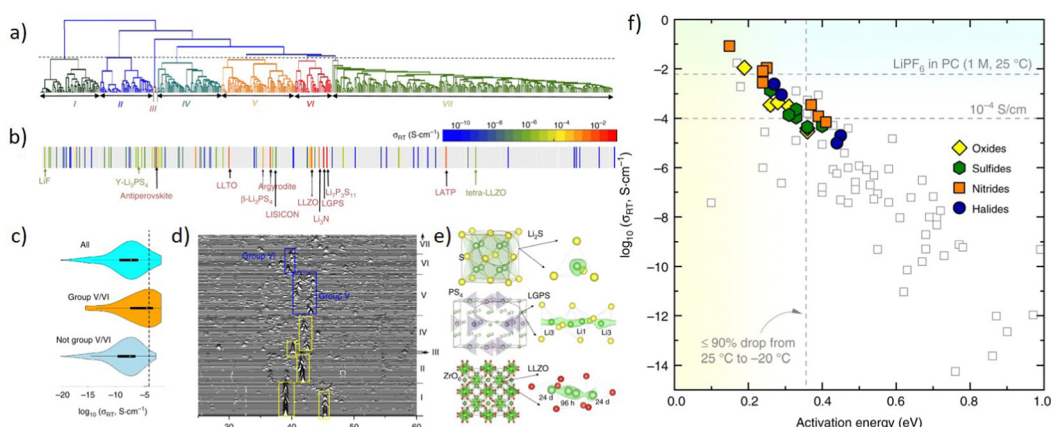 a)
I II III IV V VI VII
b)
σRT (S·cm⁻¹)
10⁻¹⁰ 10⁻⁸ 10⁻⁶ 10⁻⁴ 10⁻²
LiF
γ-Li₃PS₄
Antiperovskite
LLTO
β-Li₃PS₄
Argyrodite
LISICON
LLZO
Li₃N
LGPS
Li₇P₃S₁₁
LATP
tetra-LLZO
c)
All
Group V/VI
Not group V/VI
−20 −15 −10 −5
log₁₀ (σRT, S·cm⁻¹)
d)
Group VI
Group V
VII
VI
V
IV
III
II
I
20 40 60
e)
Li₂S
S
PS₄
LGPS
Li3 Li1 Li3
ZrO₆
LLZO
24 d 96 h 24 d
f)
0
−2
−4
−6
−8
−10
−12
−14
log₁₀ (σRT, S·cm⁻¹)
LiPF₆ in PC (1 M, 25 °C)
10⁻⁴ S/cm
Oxides
Sulfides
Nitrides
Halides
≤ 90% drop from
25 °C to −20 °C
0.0 0.2 0.4 0.6 0.8 1.0
Activation energy (eV)